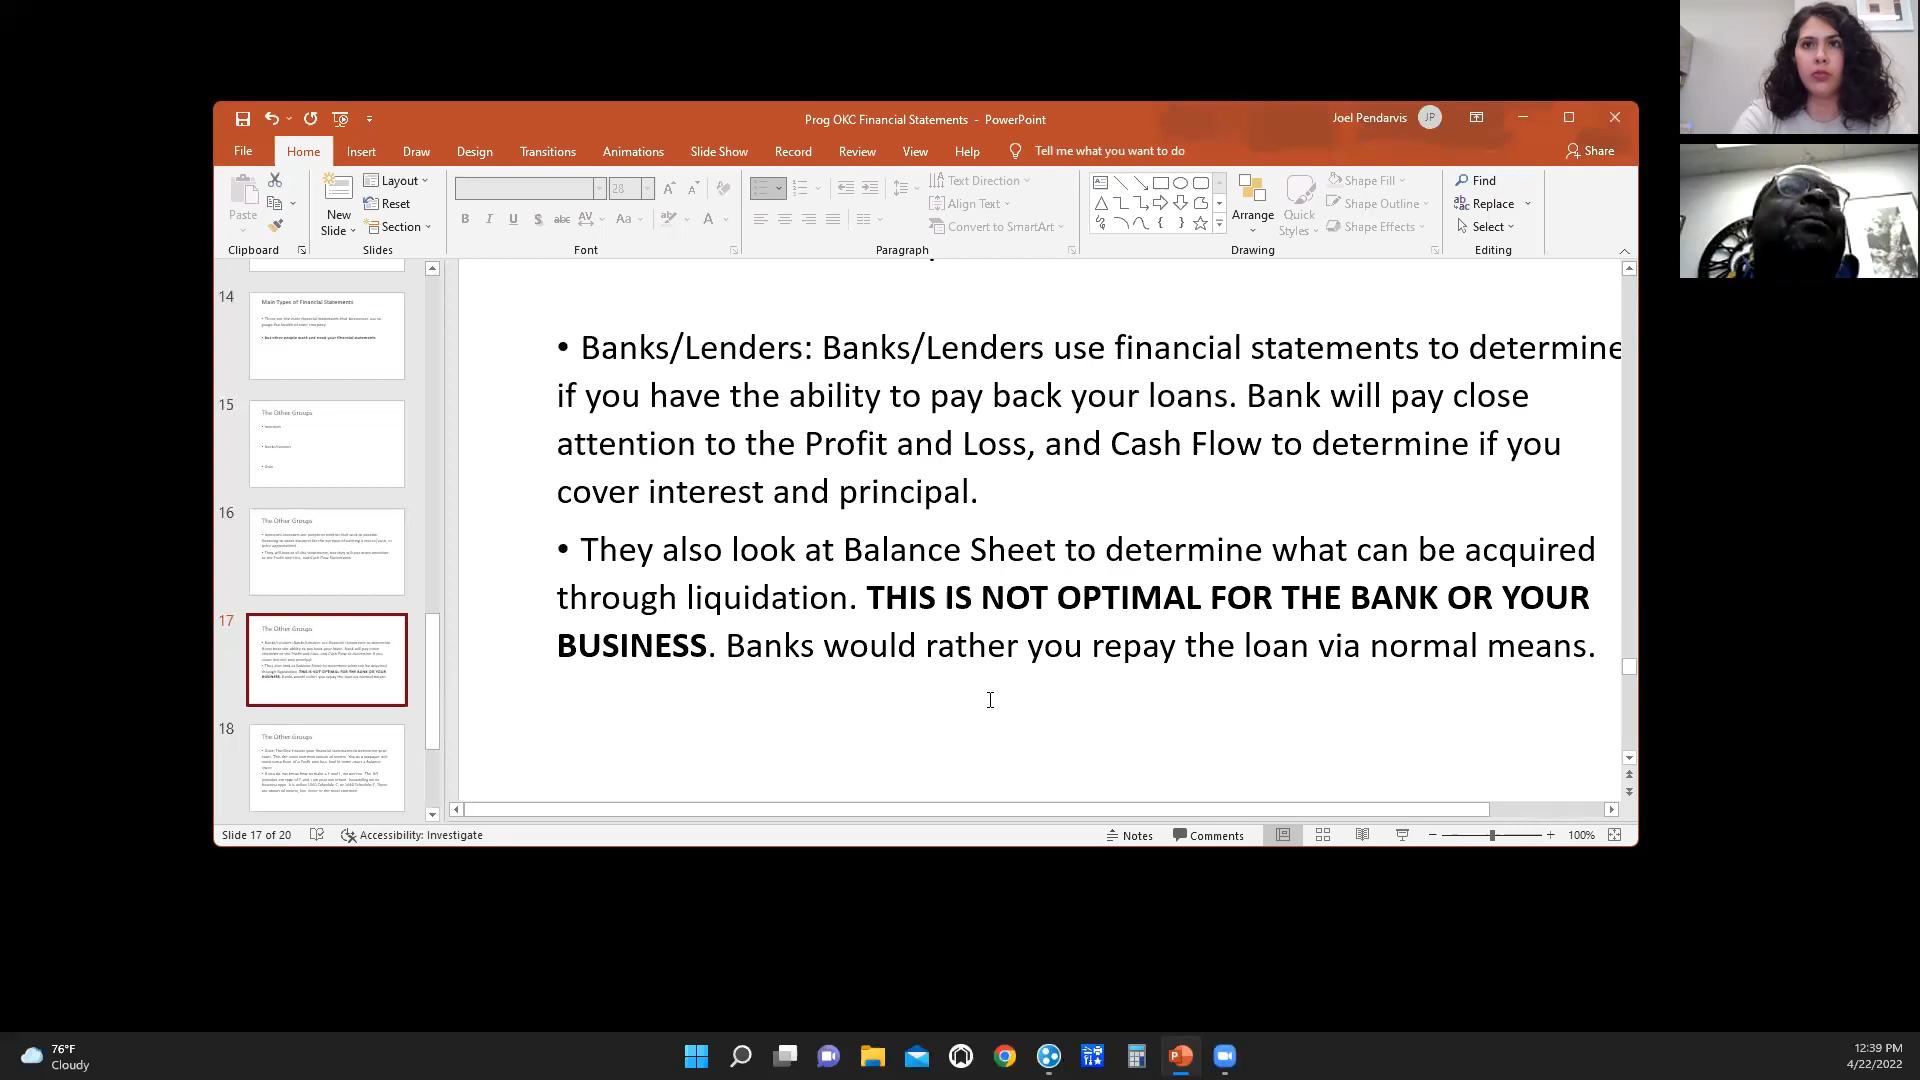 Prog OKC Financial Statements - PowerPoint
Joel Pendarvis
JP
File
Home
Insert
Draw
Design
Transitions
Animations
Slide Show
Record
Review
View
Help
Tell me what you want to do
Share
Paste
Clipboard
New
Slide
Layout
Reset
Section
Slides
28
Font
Text Direction
Align Text
Convert to SmartArt
Paragraph
Arrange
Quick
Styles
Shape Fill
Shape Outline
Shape Effects
Drawing
Find
Replace
Select
Editing
14
Main Types of Financial Statements
15
The Other Groups
16
The Other Groups
17
The Other Groups
18
The Other Groups
• Banks/Lenders: Banks/Lenders use financial statements to determine
if you have the ability to pay back your loans. Bank will pay close
attention to the Profit and Loss, and Cash Flow to determine if you
cover interest and principal.
• They also look at Balance Sheet to determine what can be acquired
through liquidation. THIS IS NOT OPTIMAL FOR THE BANK OR YOUR
BUSINESS. Banks would rather you repay the loan via normal means.
Slide 17 of 20
Accessibility: Investigate
Notes
Comments
100%
76°F
Cloudy
12:39 PM
4/22/2022